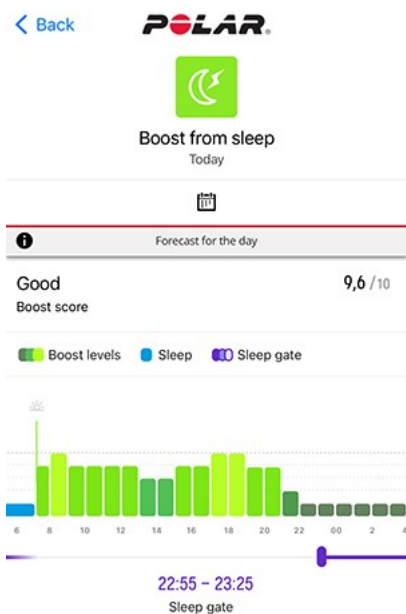 Back
POLAR.
Boost from sleep
Today
Forecast for the day
Good
9,6 /10
Boost score
Boost levels
Sleep
Sleep gate
6 8 10 12 14 16 18 20 22 00 2 4
22:55 – 23:25
Sleep gate